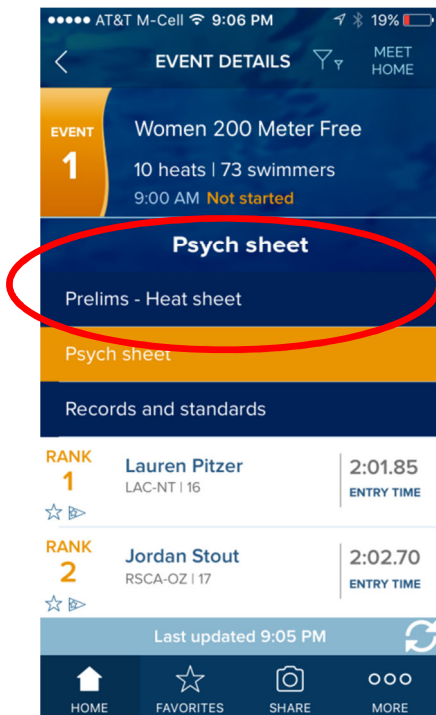 AT&T M-Cell 9:06 PM 19%
EVENT DETAILS
MEET
HOME
EVENT
1
Women 200 Meter Free
10 heats | 73 swimmers
9:00 AM Not started
Psych sheet
Prelims - Heat sheet
Psych sheet
Records and standards
RANK
1
Lauren Pitzer
LAC-NT | 16
2:01.85
ENTRY TIME
RANK
2
Jordan Stout
RSCA-OZ | 17
2:02.70
ENTRY TIME
Last updated 9:05 PM
HOME FAVORITES SHARE MORE